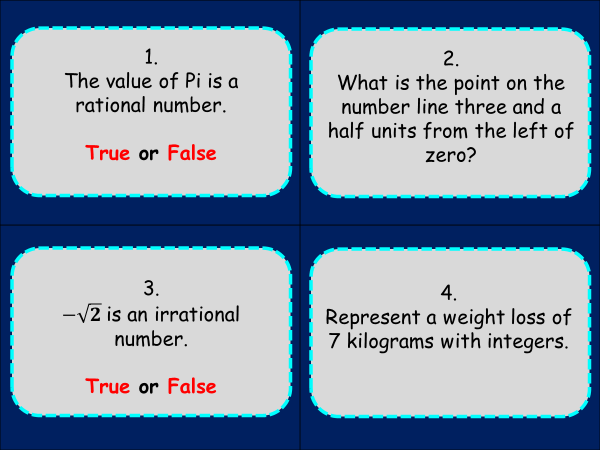 1.
The value of Pi is a
rational number.
True or False
2.
What is the point on the
number line three and a
half units from the left of
zero?
3.
−√2 is an irrational
number.
True or False
4.
Represent a weight loss of
7 kilograms with integers.